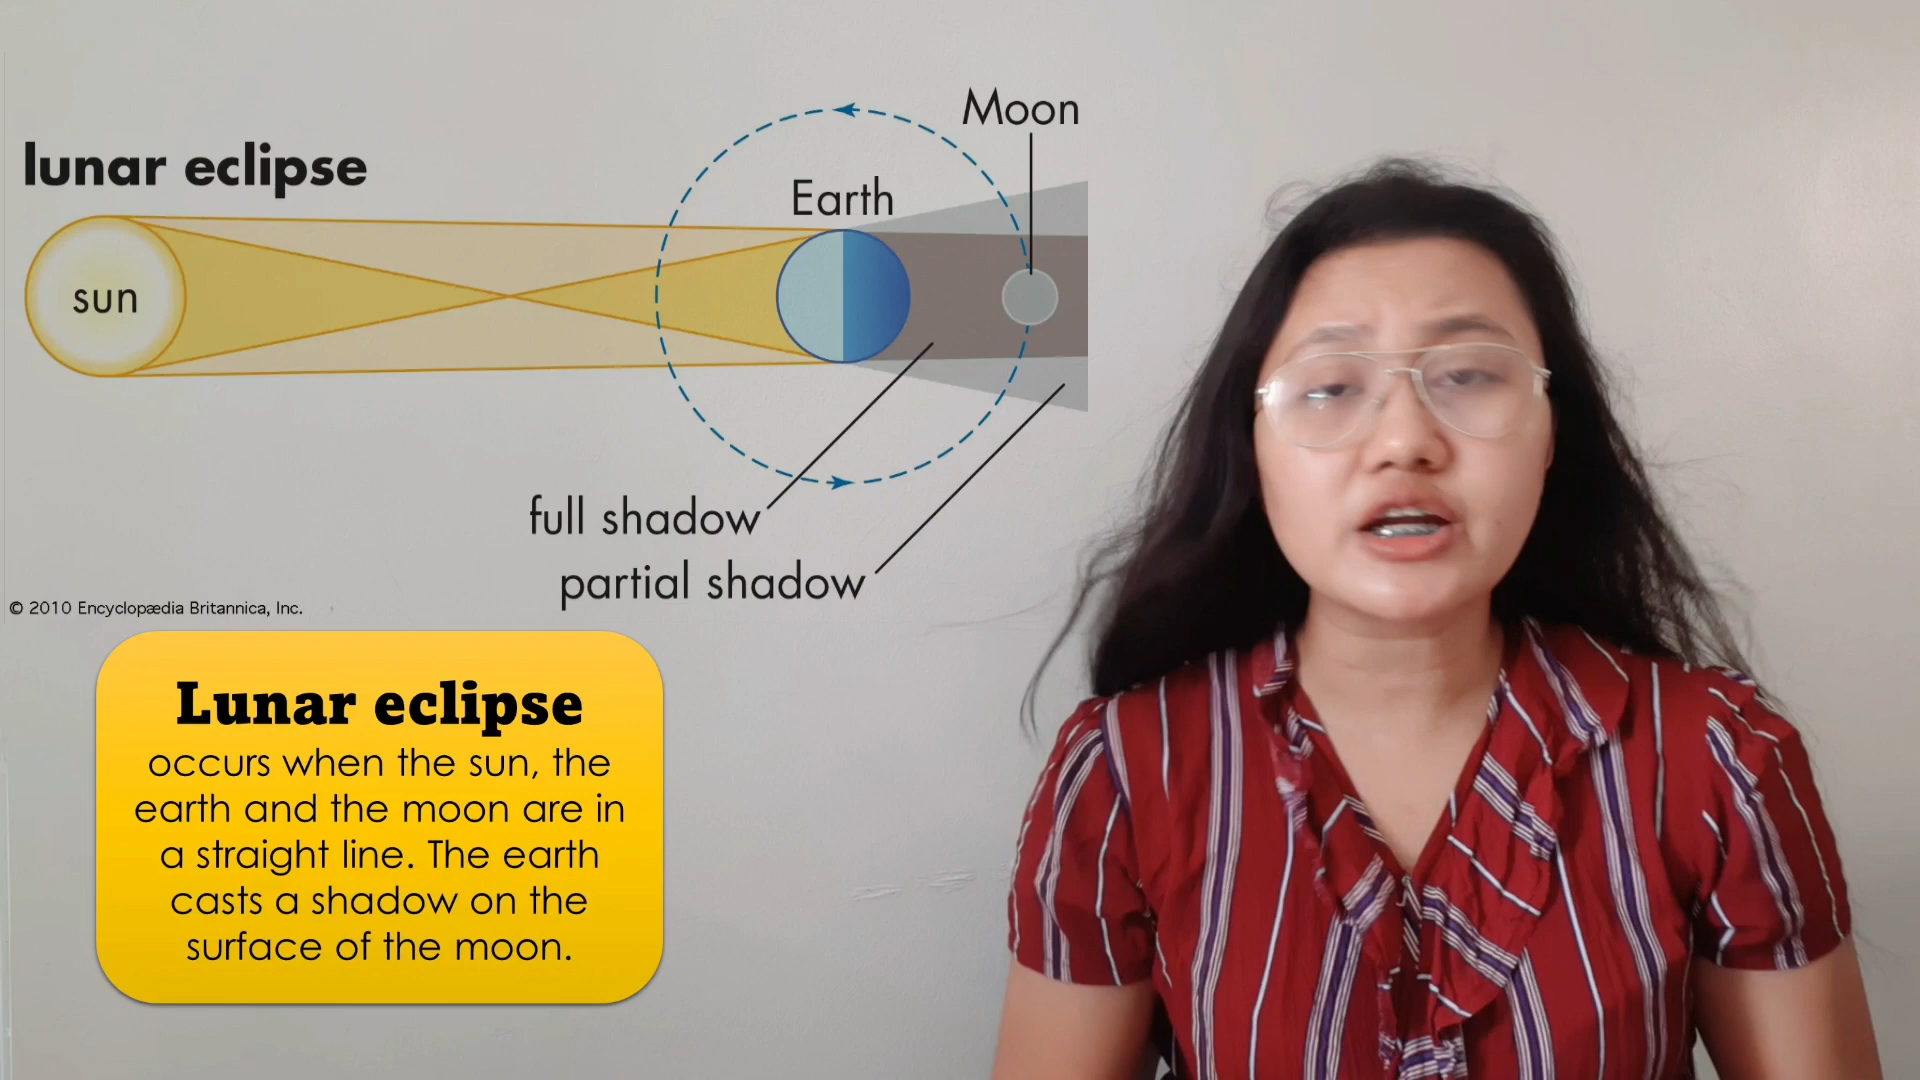 Moon
lunar eclipse
Earth
sun
full shadow
partial shadow
© 2010 Encyclopædia Britannica, Inc.
Lunar eclipse
occurs when the sun, the
earth and the moon are in
a straight line. The earth
casts a shadow on the
surface of the moon.